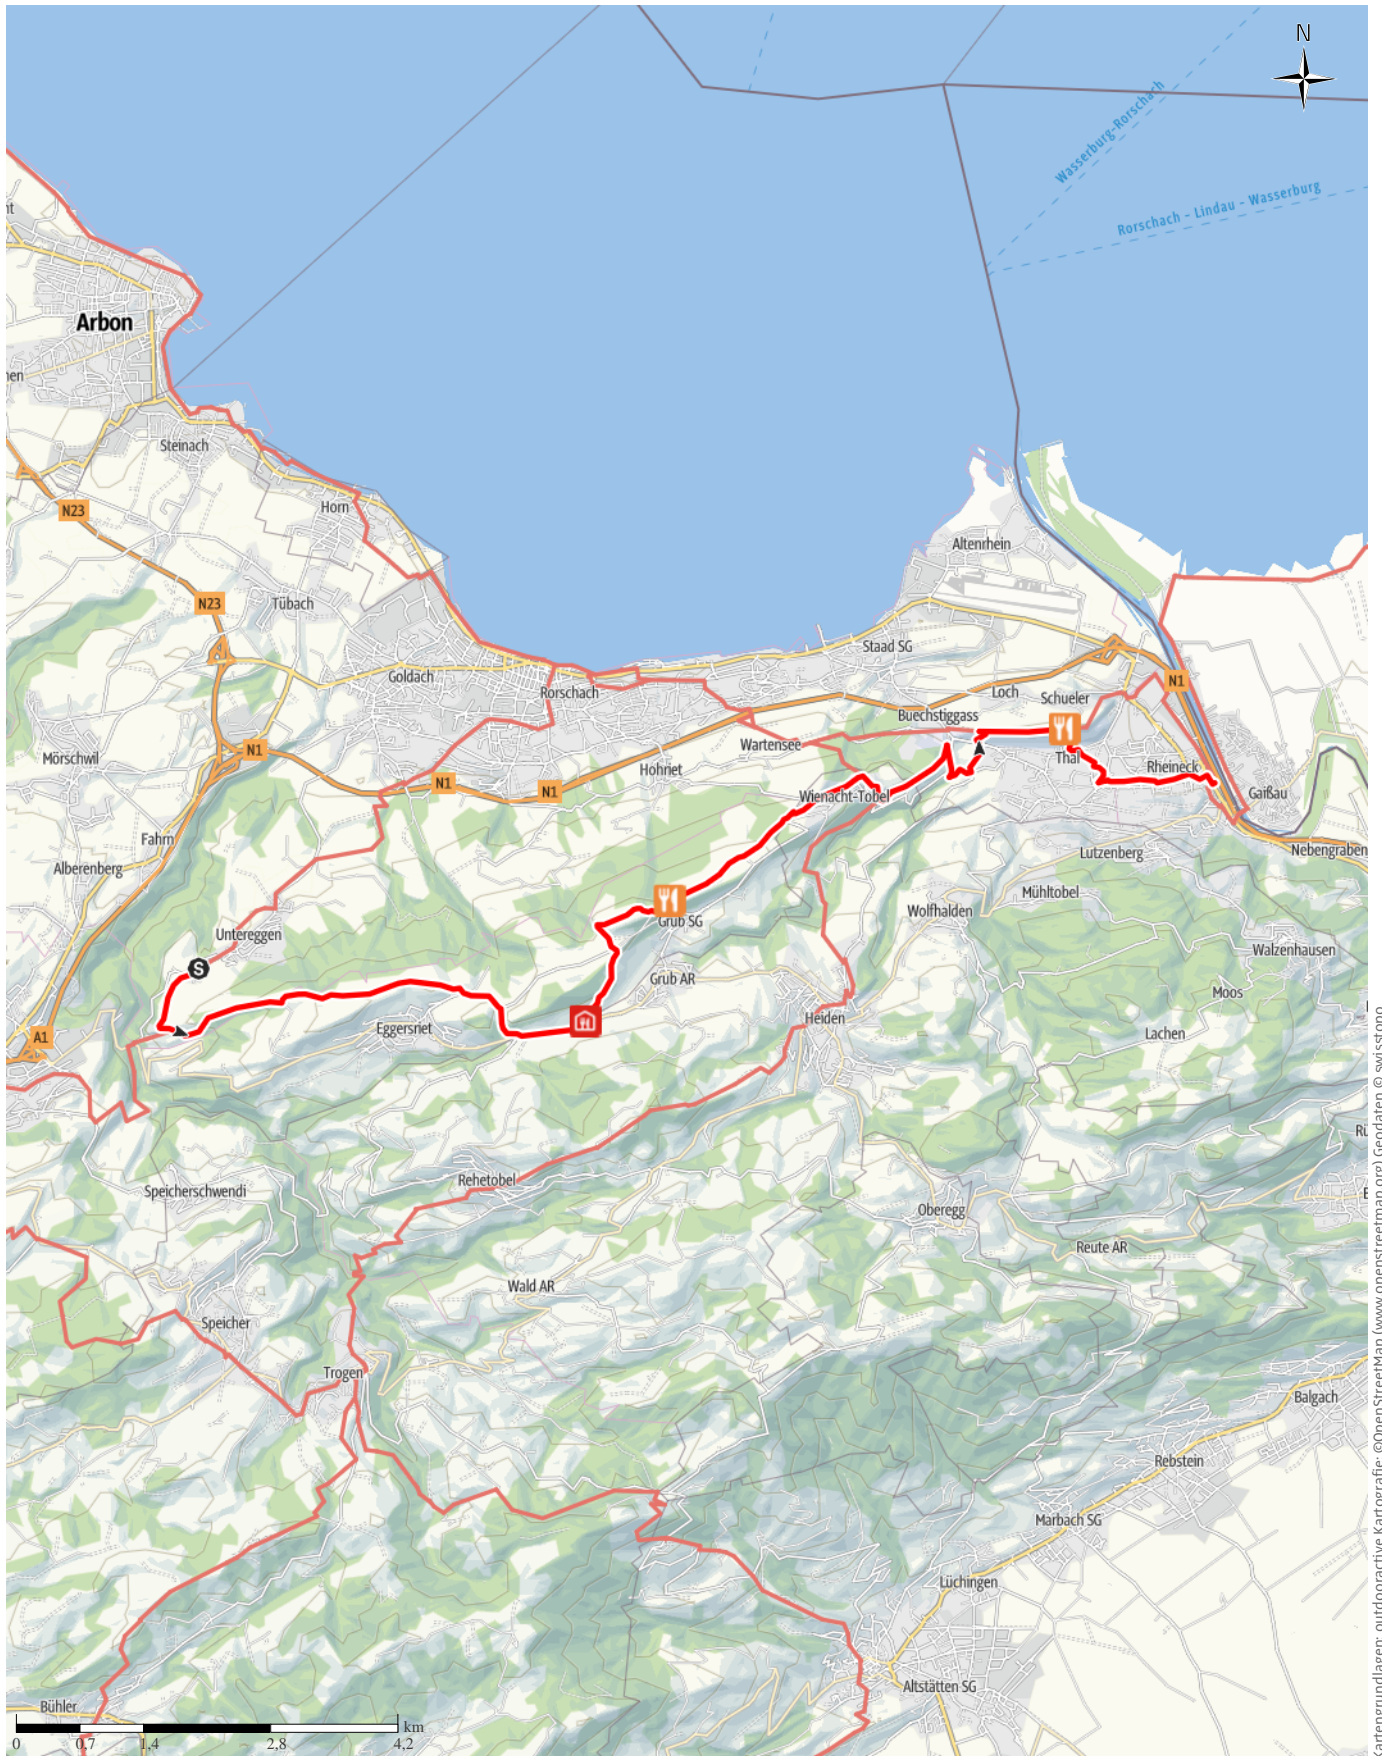 N
Wasserburg-Rorschach
Rorschach - Lindau - Wasserburg
Arbon
Steinach
N23
Horn
Altenrhein
N23
Tübach
Staad SG
Goldach
Rorschach
Loch
Schueler
N1
Buechstiggass
Wartensee
N1
Mörschwil
Thal
Rheineck
Hohriet
N1
N1
Gaißau
Wienacht-Tobel
Fahrn
Nebengraben
Lutzenberg
Alberenberg
Mühltobel
Wolfhalden
Grub SG
Untereggen
Walzenhausen
S
Grub AR
Moos
Heiden
Eggersriet
A1
Lachen
Rehetobel
Speicherschwendi
Oberegg
Reute AR
Wald AR
Speicher
Trogen
Balgach
Rebstein
Marbach SG
Lüchingen
Altstätten SG
Bühler
km
0 0,7 1,4 2,8 4,2